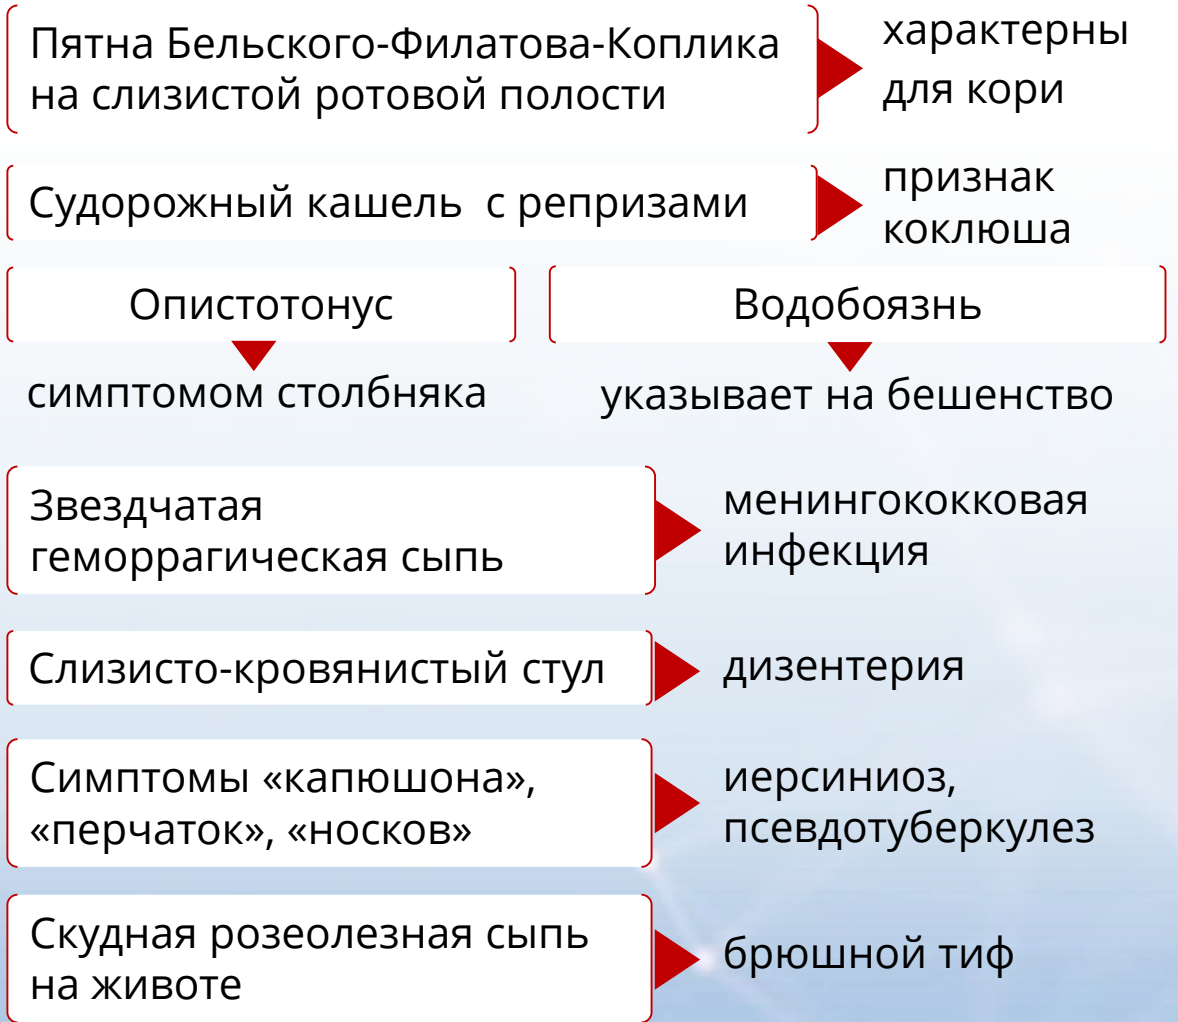 Пятна Бельского-Филатова-Коплика
на слизистой ротовой полости
характерны
для кори
Судорожный кашель с репризами
признак
коклюша
Опистотонус
Водобоязнь
симптомом столбняка
указывает на бешенство
Звездчатая
геморрагическая сыпь
менингококковая
инфекция
Слизисто-кровянистый стул
дизентерия
Симптомы «капюшона»,
«перчаток», «носков»
иерсиниоз,
псевдотуберкулез
Скудная розеолезная сыпь
на животе
брюшной тиф